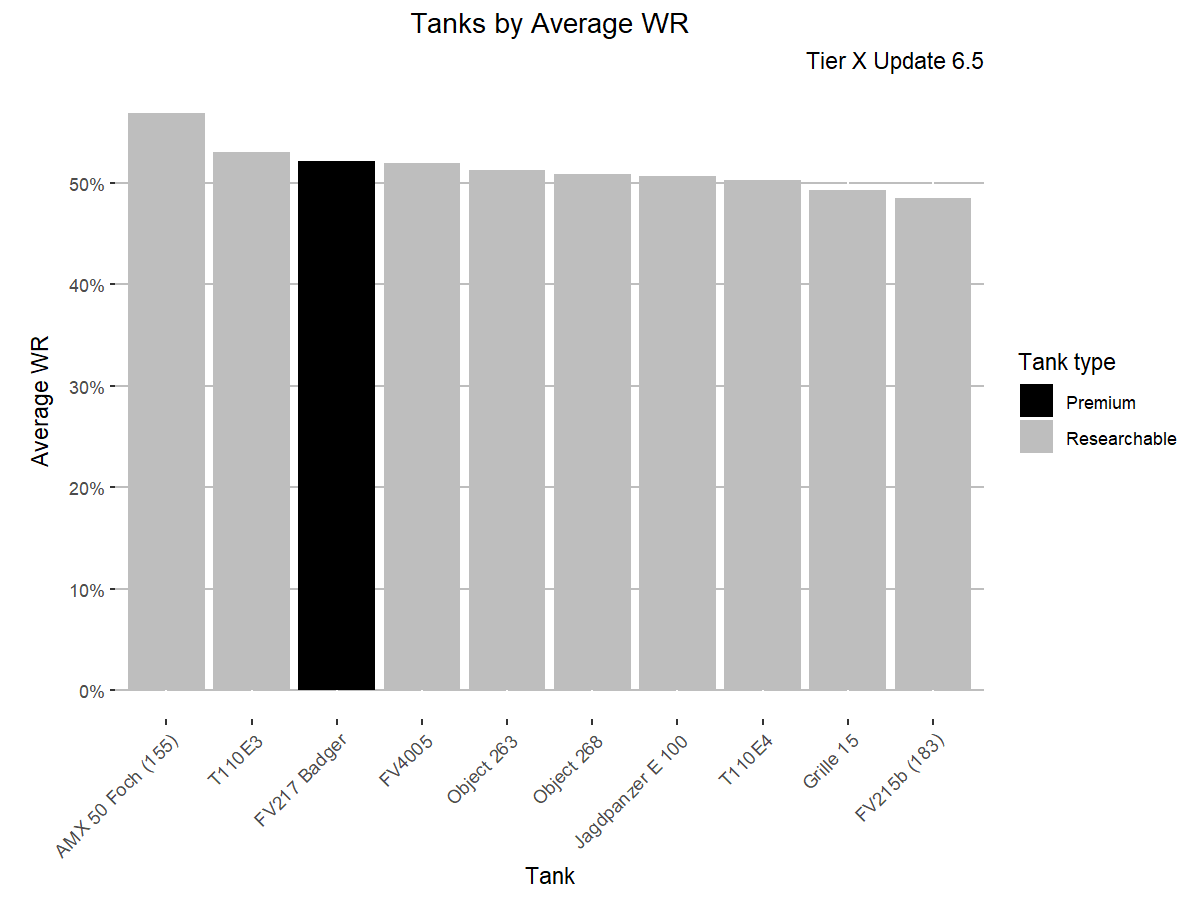 Tanks by Average WR
Tier X Update 6.5
Average WR
50%
40%
30%
20%
10%
0%
AMX 50 Foch (155)
T110E3
FV217 Badger
FV4005
Object 263
Object 268
Jagdpanzer E 100
T110E4
Grille 15
FV215b (183)
Tank
Tank type
Premium
Researchable